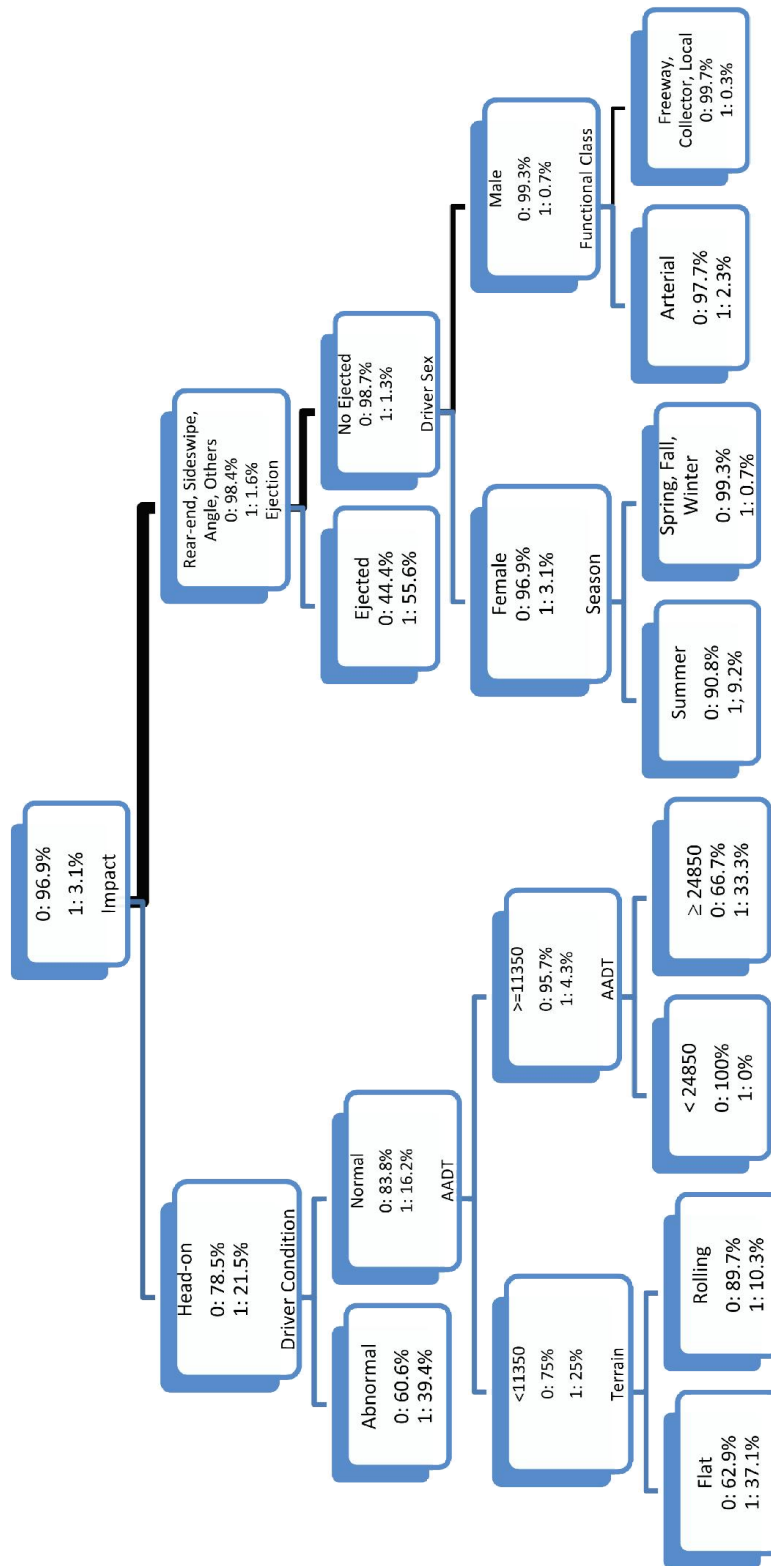 0: 96.9%
1: 3.1%
Impact
Head-on
0: 78.5%
1: 21.5%
Driver Condition
Rear-end, Sideswipe,
Angle, Others
0: 98.4%
1: 1.6%
Ejection
Abnormal
0: 60.6%
1: 39.4%
Normal
0: 83.8%
1: 16.2%
AADT
Ejected
0: 44.4%
1: 55.6%
No Ejected
0: 98.7%
1: 1.3%
Driver Sex
<11350
0: 75%
1: 25%
Terrain
>=11350
0: 95.7%
1: 4.3%
AADT
Female
0: 96.9%
1: 3.1%
Season
Male
0: 99.3%
1: 0.7%
Functional Class
Flat
0: 62.9%
1: 37.1%
Rolling
0: 89.7%
1: 10.3%
< 24850
0: 100%
1: 0%
≥ 24850
0: 66.7%
1: 33.3%
Summer
0: 90.8%
1; 9.2%
Spring, Fall,
Winter
0: 99.3%
1: 0.7%
Arterial
0: 97.7%
1: 2.3%
Freeway,
Collector, Local
0: 99.7%
1: 0.3%